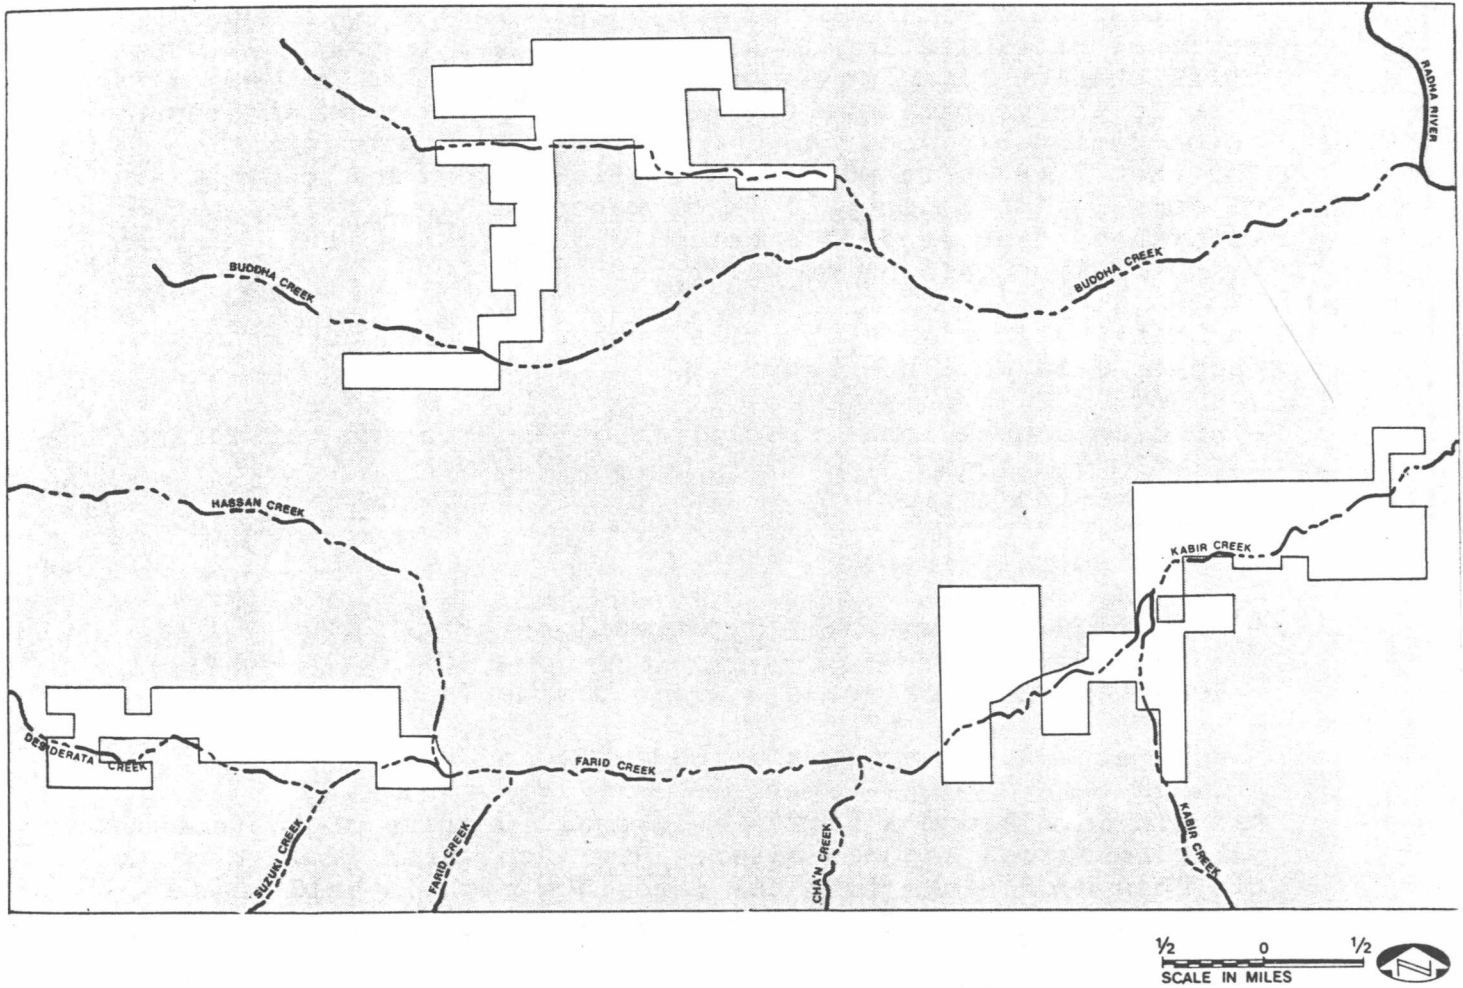 RADHA RIVER
BUDDHA CREEK
BUDDHA CREEK
HASSAN CREEK
KABIR CREEK
DESIDERATA CREEK
FARID CREEK
SUZUKI CREEK
FARID CREEK
CHA'N CREEK
KABIR CREEK
½ 0 ½
SCALE IN MILES
N